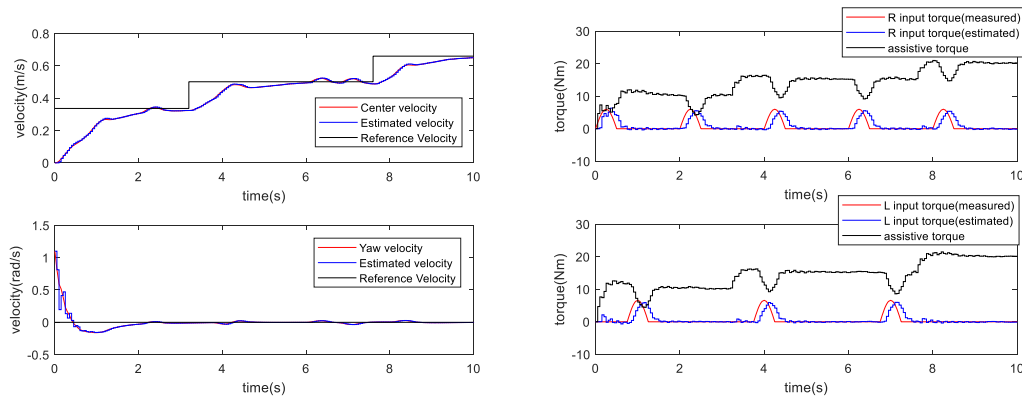 0.8
0.6
0.4
0.2
0
velocity(m/s)
Center velocity
Estimated velocity
Reference Velocity
0 2 4 6 8 10
time(s)
R input torque(measured)
R input torque(estimated)
assistive torque
30
20
10
0
-10
torque(Nm)
0 2 4 6 8 10
time(s)
1.5
1
0.5
0
-0.5
velocity(rad/s)
Yaw velocity
Estimated velocity
Reference Velocity
0 2 4 6 8 10
time(s)
L input torque(measured)
L input torque(estimated)
assistive torque
30
20
10
0
-10
torque(Nm)
0 2 4 6 8 10
time(s)